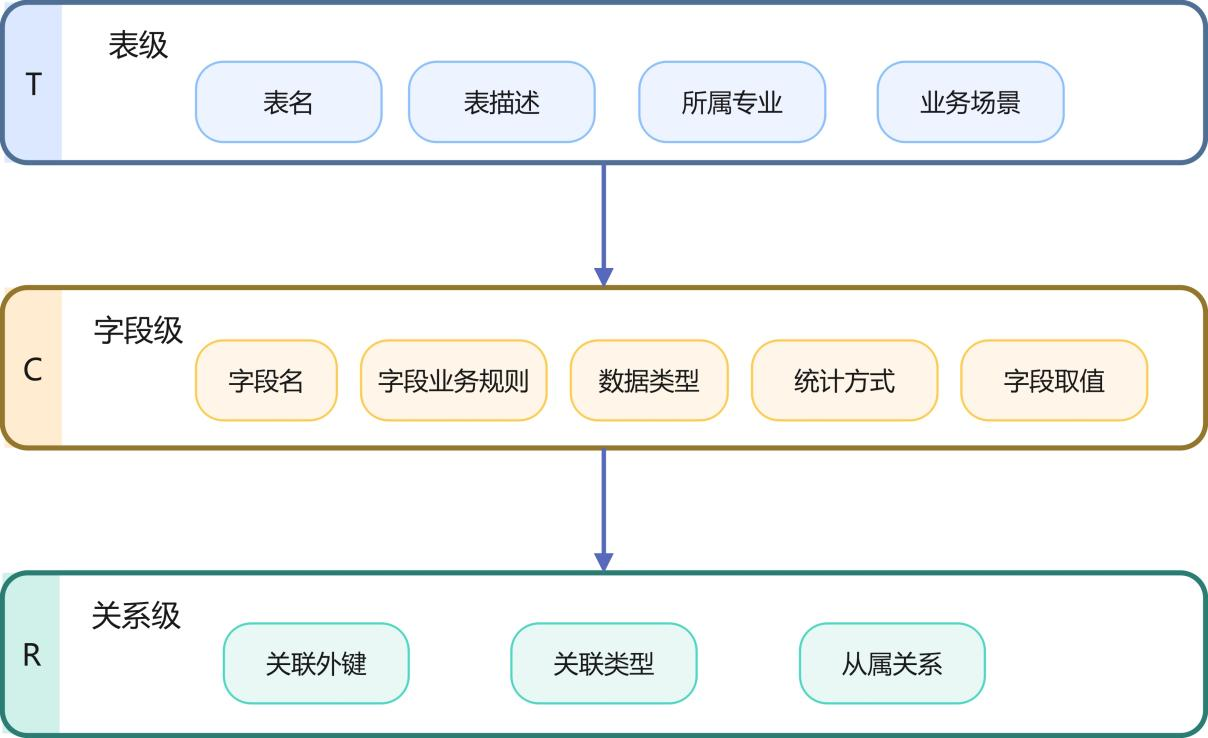 T
表级
表名
表描述
所属专业
业务场景
C
字段级
字段名
字段业务规则
数据类型
统计方式
字段取值
R
关系级
关联外键
关联类型
从属关系